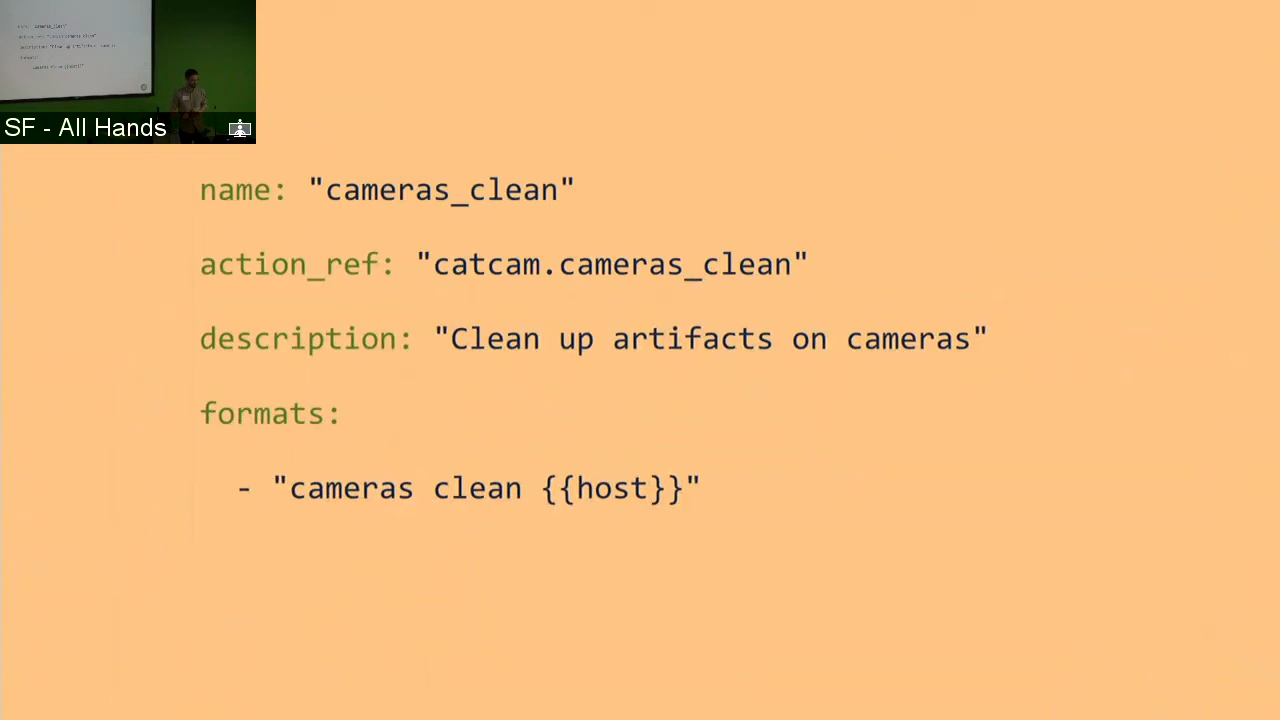 SF - All Hands
name: "cameras_clean"
action_ref: "catcam.cameras_clean"
description: "Clean up artifacts on cameras"
formats:
- "cameras clean {{host}}"